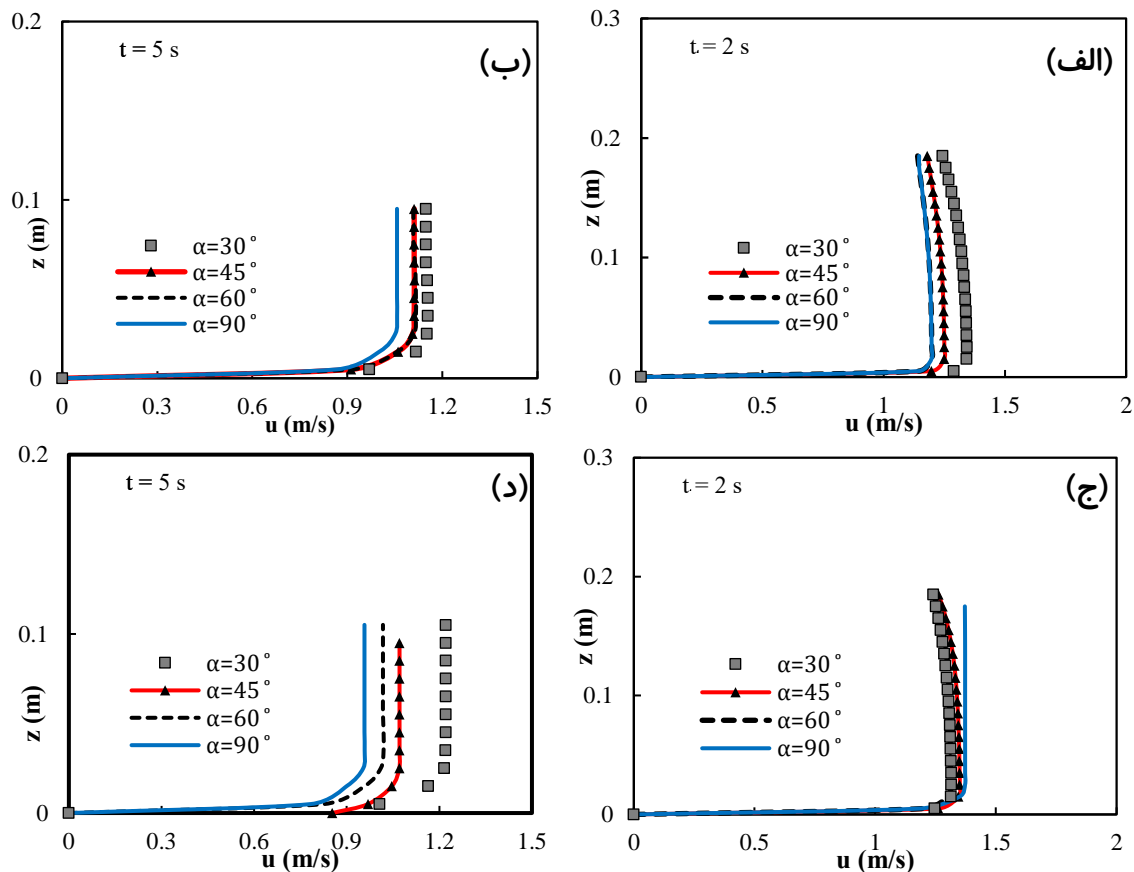 0.2
t = 5 s
(ب)
0.1
z (m)
α=30°
α=45°
α=60°
α=90°
0
0 0.3 0.6 0.9 1.2 1.5
u (m/s)
0.3
t. = 2 s
(الف)
0.2
z (m)
α=30°
α=45°
0.1
α=60°
α=90°
0
0 0.5 1 1.5 2
u (m/s)
0.2
t = 5 s
(د)
0.1
z (m)
α=30°
α=45°
α=60°
α=90°
0
0 0.3 0.6 0.9 1.2 1.5
u (m/s)
0.3
t. = 2 s
(ج)
0.2
z (m)
α=30°
α=45°
0.1
α=60°
α=90°
0
0 0.5 1 1.5 2
u (m/s)